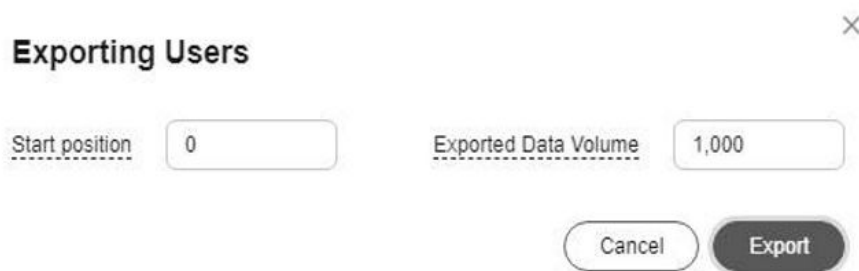 Exporting Users
Start position 0 Exported Data Volume 1,000
Cancel Export